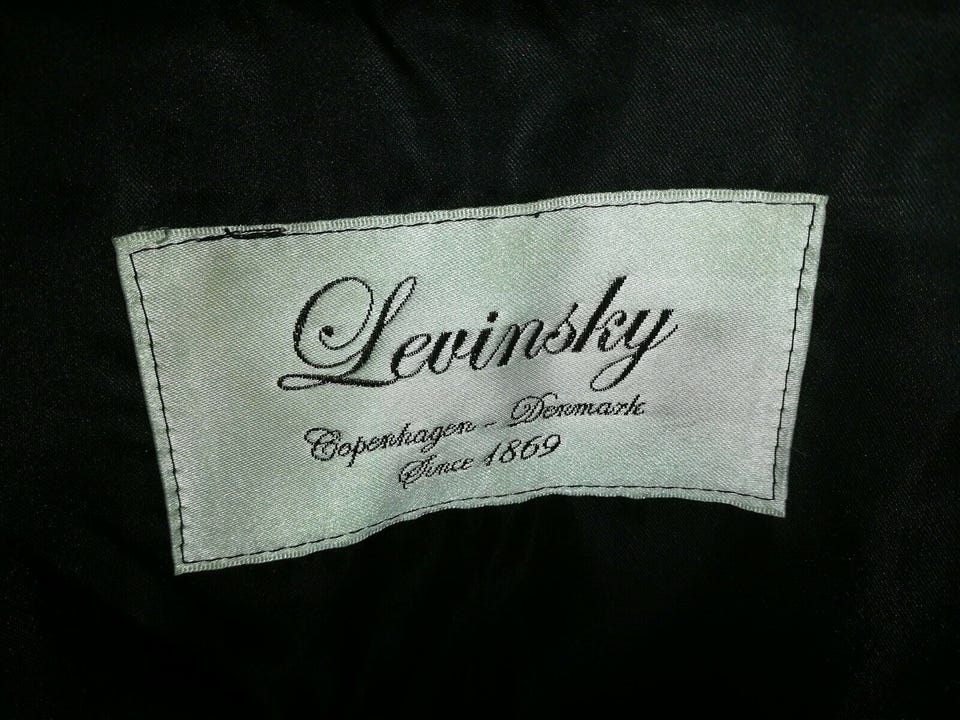 Levinsky
Copenhagen - Denmark
Since 1869